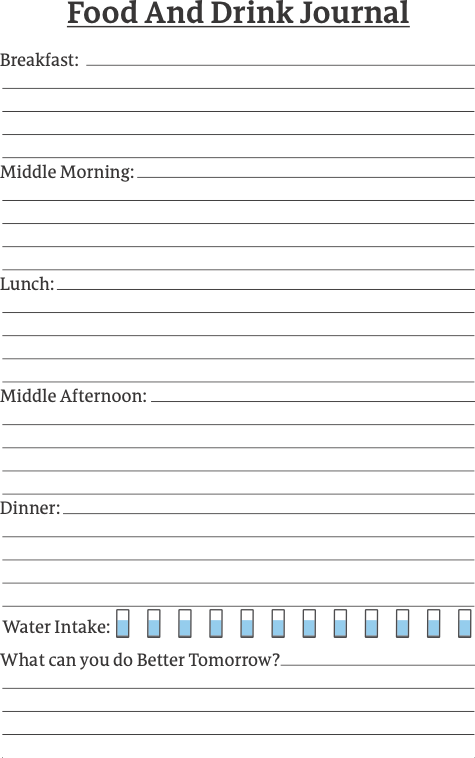 Food And Drink Journal
Breakfast:
Middle Morning:
Lunch:
Middle Afternoon:
Dinner:
Water Intake:
What can you do Better Tomorrow?